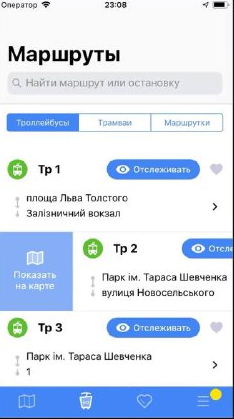 Оператор
23:08
Маршруты
Найти маршрут или остановку
Троллейбусы
Трамваи
Маршрутки
Тр 1
Отслеживать
площа Льва Толстого
Залізничний вокзал
Показать
на карте
Тр 2
Отсле
Парк ім. Тараса Шевченка
вулиця Новосельського
Тр 3
Отслеживать
Парк ім. Тараса Шевченка
1